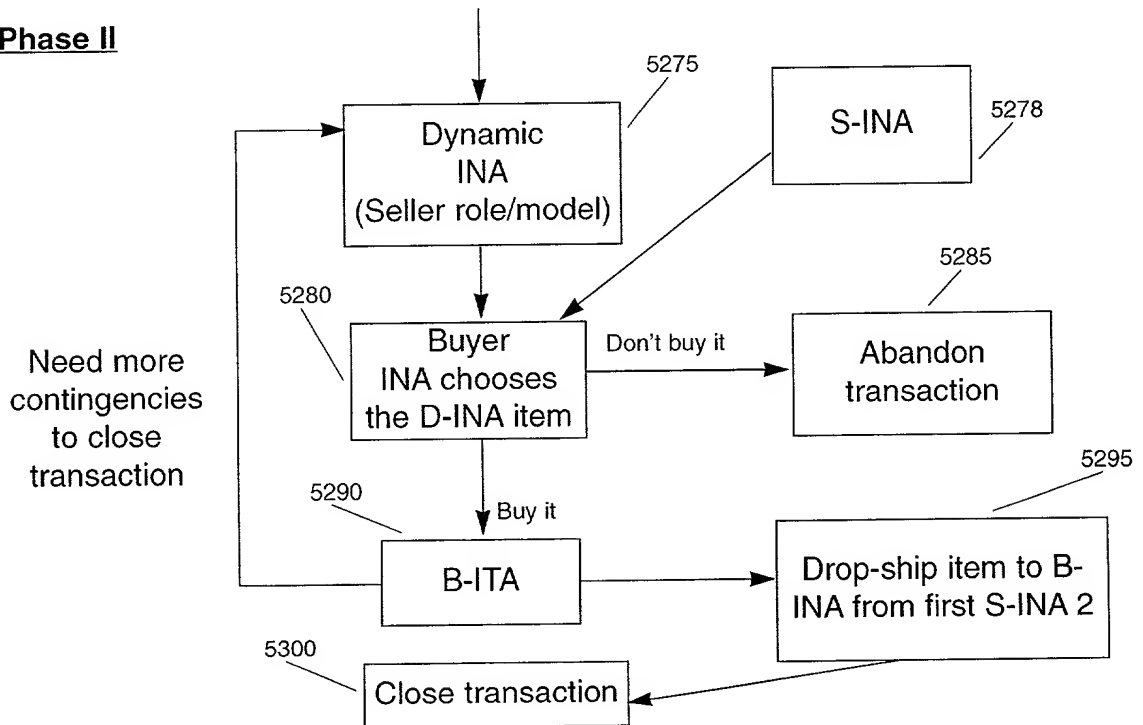 Phase II
5275
Dynamic
INA
(Seller role/model)
S-INA
5278
5280
Buyer
INA chooses
the D-INA item
Don't buy it
5285
Abandon
transaction
Need more
contingencies
to close
transaction
5290
Buy it
B-ITA
5295
Drop-ship item to B-
INA from first S-INA 2
5300
Close transaction